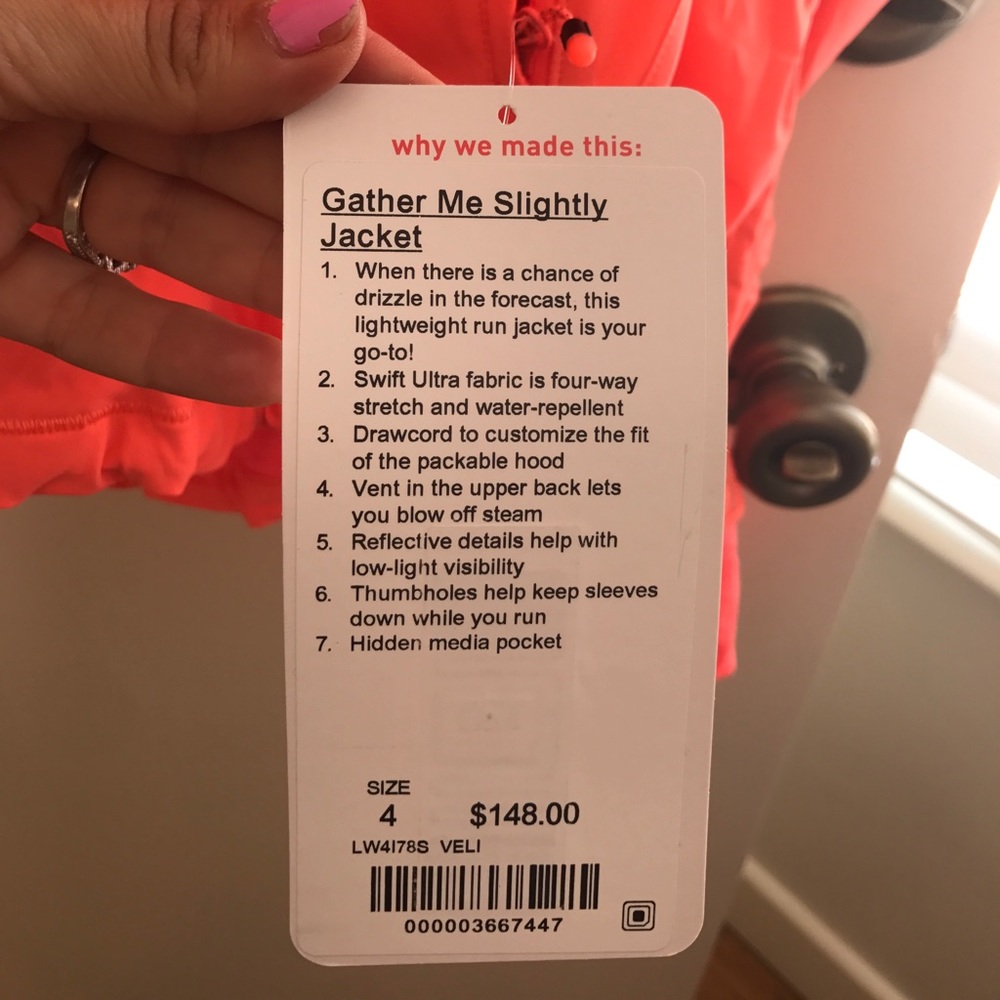 why we made this:
Gather Me Slightly
Jacket
1. When there is a chance of
drizzle in the forecast, this
lightweight run jacket is your
go-to!
2. Swift Ultra fabric is four-way
stretch and water-repellent
3. Drawcord to customize the fit
of the packable hood
4. Vent in the upper back lets
you blow off steam
5. Reflective details help with
low-light visibility
6. Thumbholes help keep sleeves
down while you run
7. Hidden media pocket
SIZE
4 $148.00
LW4I78S VELI
000003667447